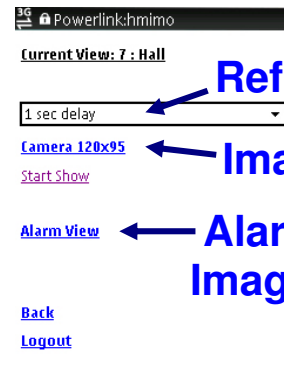 3G Powerlink:hmimo
Current View: 7 : Hall
Ref
1 sec delay
Camera 120x95
Ima
Start Show
Alarm View
Alar
Imag
Back
Logout